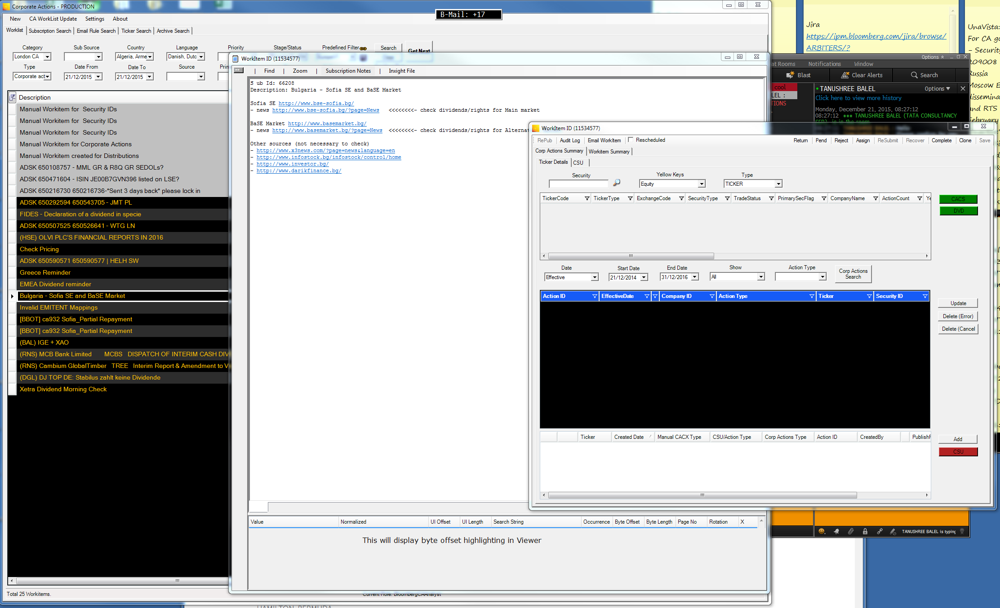 Corporate Actions - PRODUCTION
B-Mail: +17
New CA WorkList Update Settings About
Worklist Subscription Search Email Rule Search Ticker Search Archive Search
Category Sub Source Country Language Priority Stage/Status Predefined Filter Search Get Next
London CA Algeria, Arme Danish, Dutc
Type Date From Date To Source
Corporate act 21/12/2015 21/12/2015
Description
Manual Workitem for Security IDs
Manual Workitem for Security IDs
Manual Workitem for Security IDs
Manual Workitem for Corporate Actions
Manual Workitem created for Distributions
ADSK 650108757 - MML GR & R8Q GR SEDOLs?
ADSK 650471604 - ISIN JE00B7GVN396 listed on LSE?
ADSK 650216730 650216736-*Sent 3 days back* please lock in
ADSK 650292594 650543705 - JMT PL
FIDES - Declaration of a dividend in specie
ADSK 650507525 650526641 - WTG LN
(HSE) OLVI PLC'S FINANCIAL REPORTS IN 2016
Check Pricing
ADSK 650590571 650590577 | HELH SW
Greece Reminder
EMEA Dividend reminder
Bulgaria - Sofia SE and BaSE Market
Invalid EMITENT Mappings
[BBOT] ca932 Sofia_Partial Repayment
[BBOT] ca932 Sofia_Partial Repayment
(BAL) IGE + XAO
(RNS) MCB Bank Limited MCBS DISPATCH OF INTERIM CASH DIV
(RNS) Cambium GlobalTimber TREE Interim Report & Amendment to V
(DGL) DJ TOP DE: Stabilus zahlt keine Dividende
Xetra Dividend Morning Check
Total 25 Workitems.
Current Role: BloombergCAAnalyst
HAMILTON, BERMUDA
WorkItem ID (11534577)
>> | Find | Zoom | Subscription Notes | Inxight File
S ub Id: 66208
Description: Bulgaria - Sofia SE and BaSE Market
Sofia SE http://www.bse-sofia.bg/
- news http://www.bse-sofia.bg/?page=News <<<<<<<<- check dividends/rights for Main market
BaSE Market http://www.basemarket.bg/
- news http://www.basemarket.bg/?page=News <<<<<<<<- check dividends/rights for Alternat
Other sources (not necessary to check)
- http://www.x3news.com/?page=news&language=en
- http://www.infostock.bg/infostock/control/home
- http://www.investor.bg/
- http://www.darikfinance.bg/
Value Normalized UI Offset UI Length Search String Occurrence Byte Offset Byte Length Page No Rotation X
This will display byte offset highlighting in Viewer
Jira
https://ipm.bloomberg.com/jira/browse/
ARBITERS/?
UnaVista:
For CA go
- Security
RO9008
Russia
Moscow E
dissemina
and RTS
February
Options
at Rooms Notifications Window
Blast Clear Alerts Search
cool
LEL :
TIONS
TANUSHREE BALEL Options
Click here to view more history
Monday, December 21, 2015, 08:27:12
08:27:12 *** TANUSHREE BALEL (TATA CONSULTANCY
SER) is in the room
TANUSHREE BALEL is typing
WorkItem ID (11534577)
RePub Audit Log Email WorkItem Rescheduled Return Pend Reject Assign ReSubmit Recover Complete Clone Save
Corp Actions Summary Workitem Summary
Ticker Details CSU
Security Yellow Keys Type
Equity TICKER
TickerCode TickerType ExchangeCode SecurityType TradeStatus PrimarySecFlag CompanyName ActionCount Ye
CACS
DVD
Date Start Date End Date Show Action Type Corp Actions Search
Effective 21/12/2014 31/12/2016 All
Action ID EffectiveDate Company ID Action Type Ticker Security ID
Update
Delete (Error)
Delete (Cancel
Ticker Created Date Manual CACX Type CSU/Action Type Corp Actions Type Action ID CreatedBy PublishF
Add
CSU